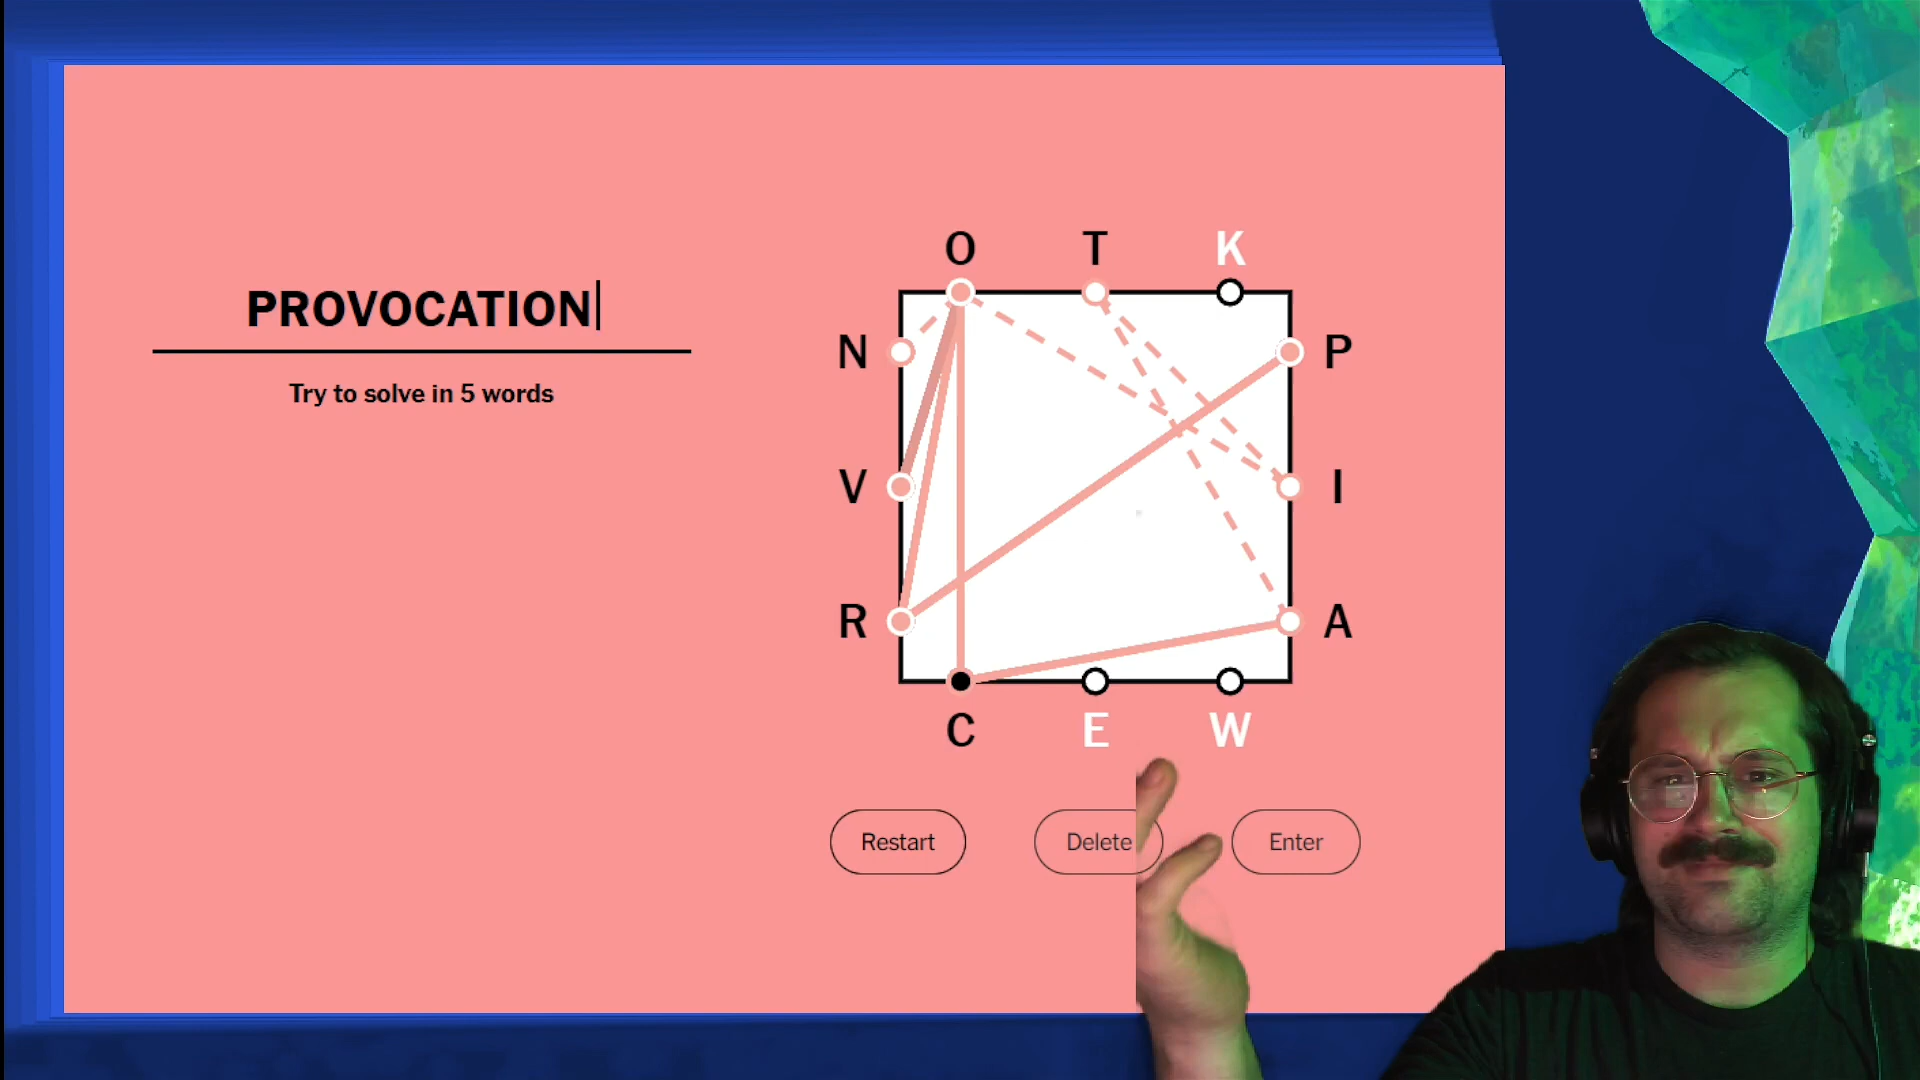 O T K
PROVOCATION
N P
Try to solve in 5 words
V I
R A
C E W
Restart Delete Enter